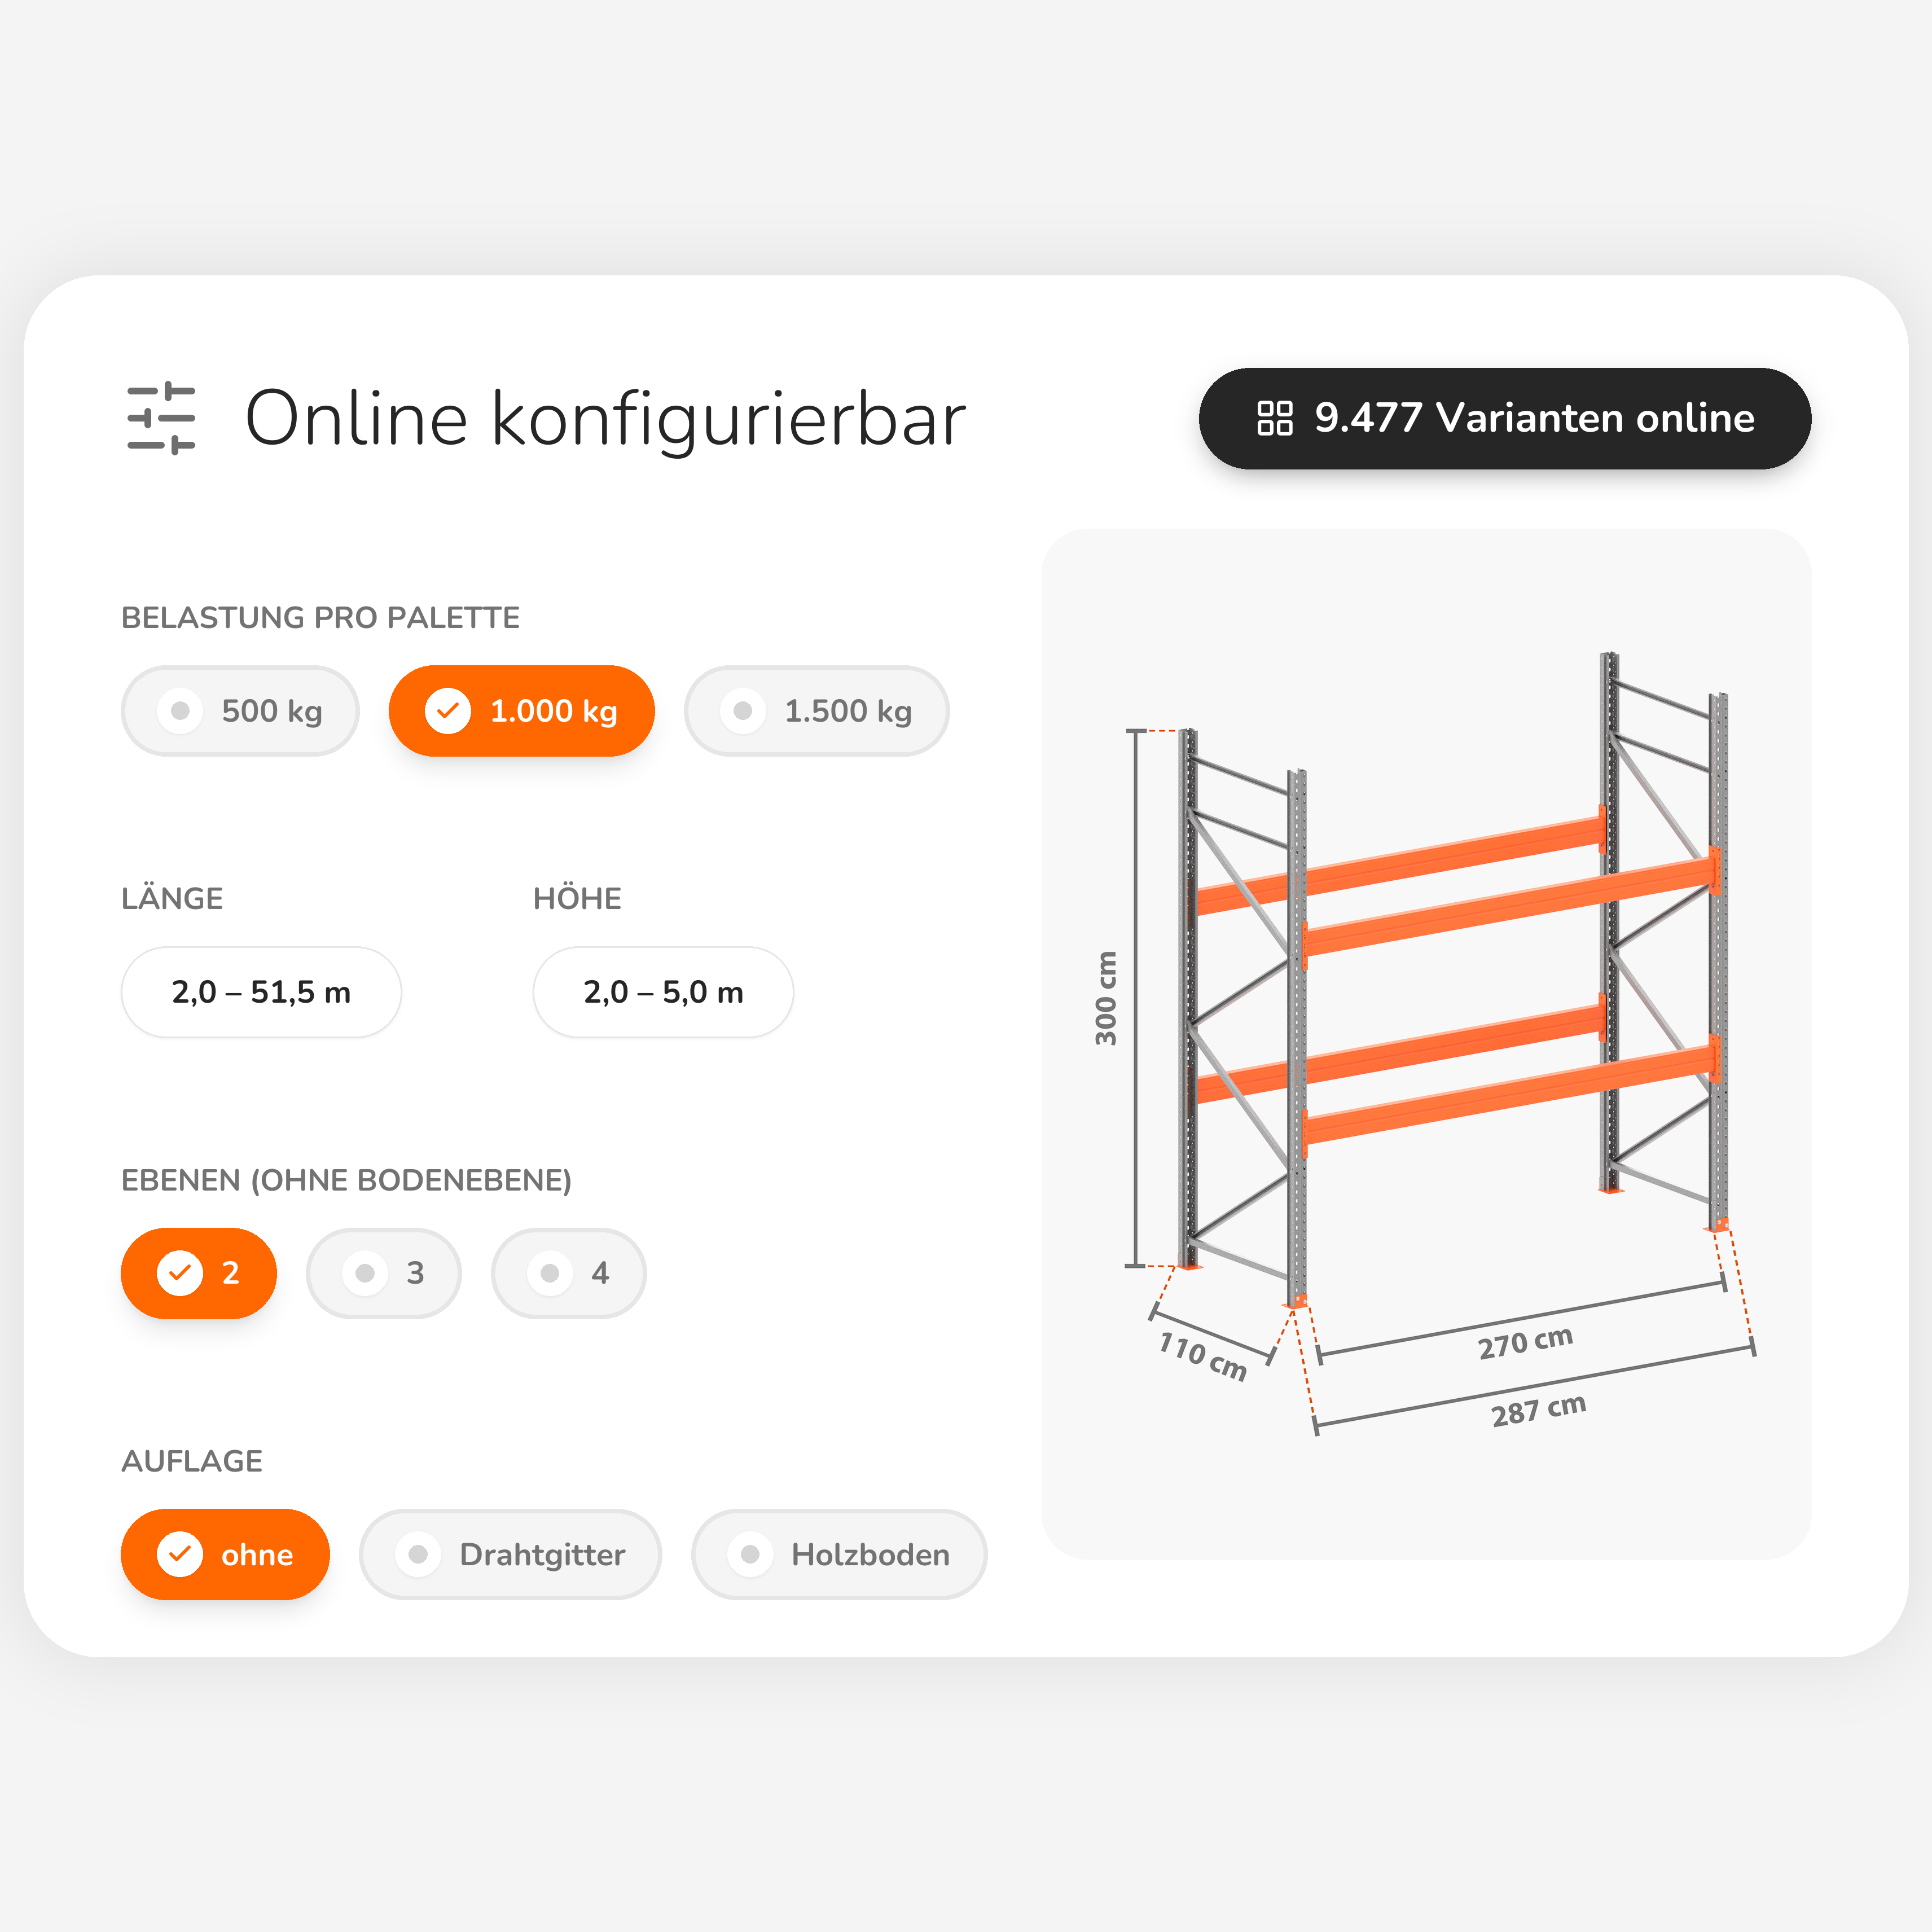 Online konfigurierbar
9.477 Varianten online
BELASTUNG PRO PALETTE
500 kg
1.000 kg
1.500 kg
LÄNGE
HÖHE
2,0 – 51,5 m
2,0 – 5,0 m
EBENEN (OHNE BODENEBENE)
2
3
4
AUFLAGE
ohne
Drahtgitter
Holzboden
300 cm
110 cm
270 cm
287 cm